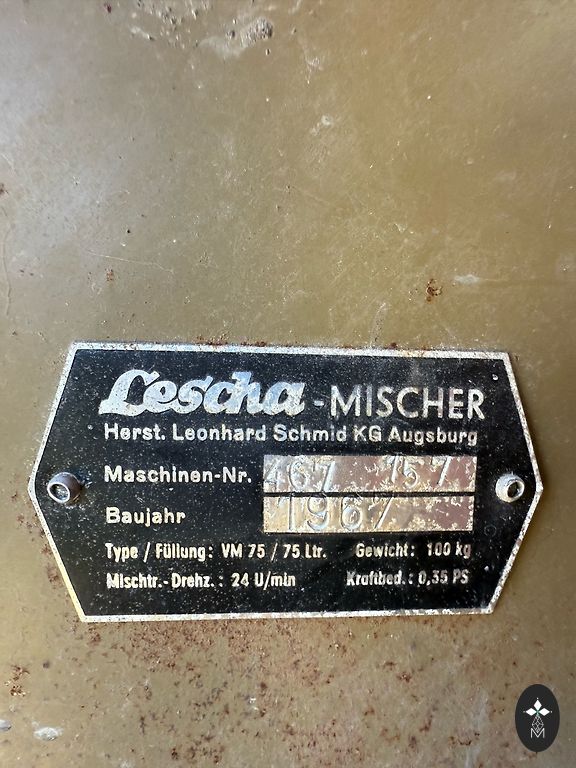 Lescha-MISCHER
Herst. Leonhard Schmid KG Augsburg
Maschinen-Nr. 467 757
Baujahr 1967
Type / Füllung: VM 75 / 75 Ltr. Gewicht: 100 kg
Mischtr.-Drehz.: 24 U/min Kraftbed.: 0,35 PS
M